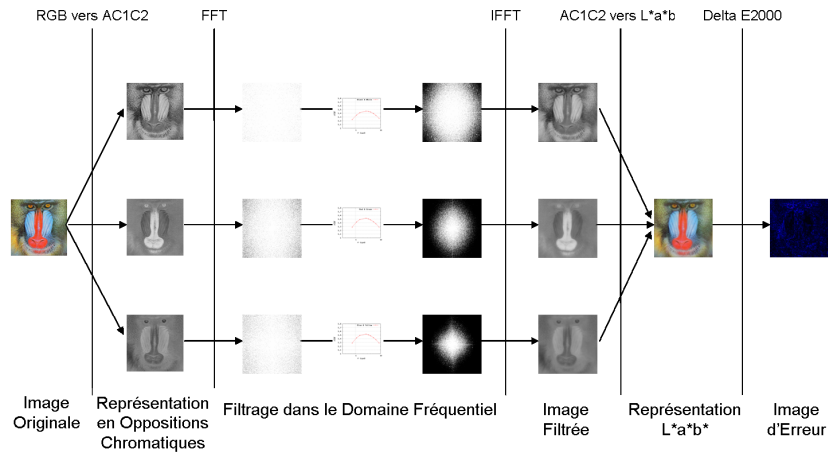 RGB vers AC1C2
FFT
IFFT
AC1C2 vers L*a*b
Delta E2000
Image
Originale
Représentation
en Oppositions
Chromatiques
Filtrage dans le Domaine Fréquentiel
Image
Filtrée
Représentation
L*a*b*
Image
d'Erreur